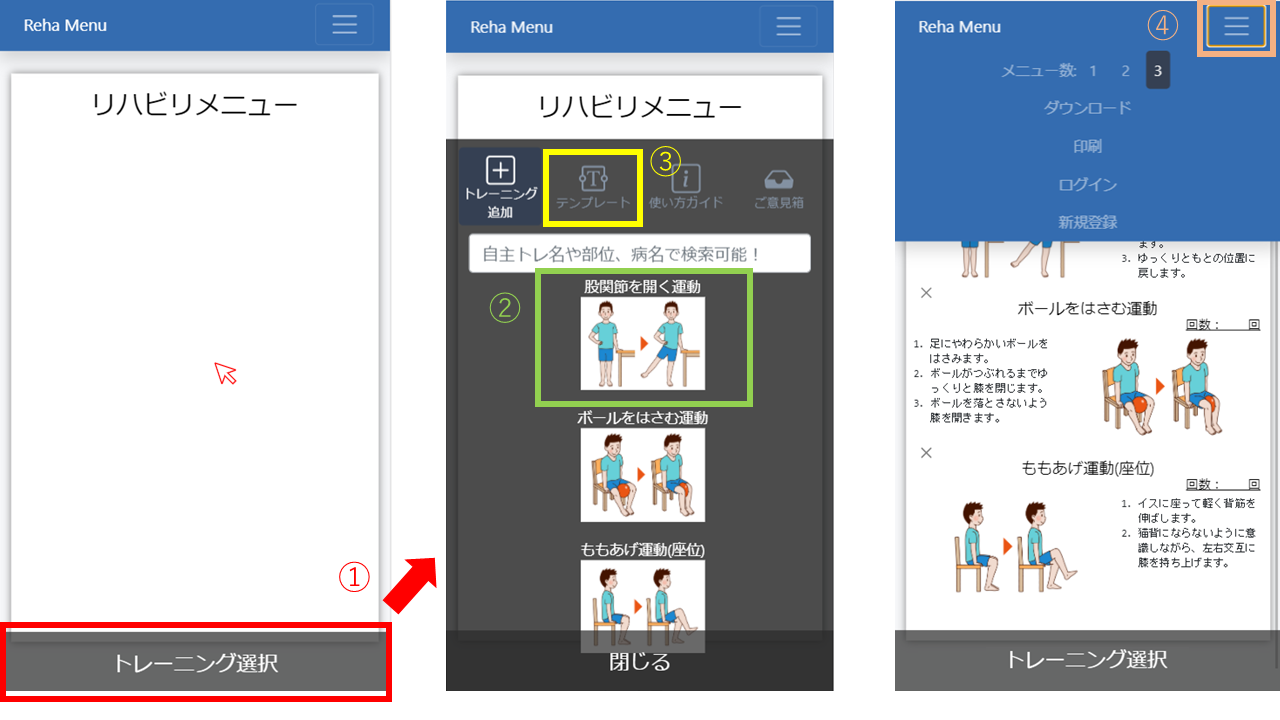 Reha Menu
リハビリメニュー
①
トレーニング選択
Reha Menu
リハビリメニュー
③
トレーニング
追加
テンプレート
使い方ガイド
ご意見箱
自主トレ名や部位、病名で検索可能！
②
股関節を開く運動
ボールをはさむ運動
ももあげ運動(座位)
閉じる
Reha Menu
④
メニュー数: 1 2 3
ダウンロード
印刷
ログイン
新規登録
ます。
3. ゆっくりともとの位置に
戻します。
×
ボールをはさむ運動
回数： 回
1. 足にやわらかいボールを
はさみます。
2. ボールがつぶれるまでゆ
っくりと膝を閉じます。
3. ボールを落とさないよう
膝を開きます。
×
ももあげ運動(座位)
回数： 回
1. イスに座って軽く背筋を
伸ばします。
2. 猫背にならないように意
識しながら、左右交互に
膝を持ち上げます。
トレーニング選択